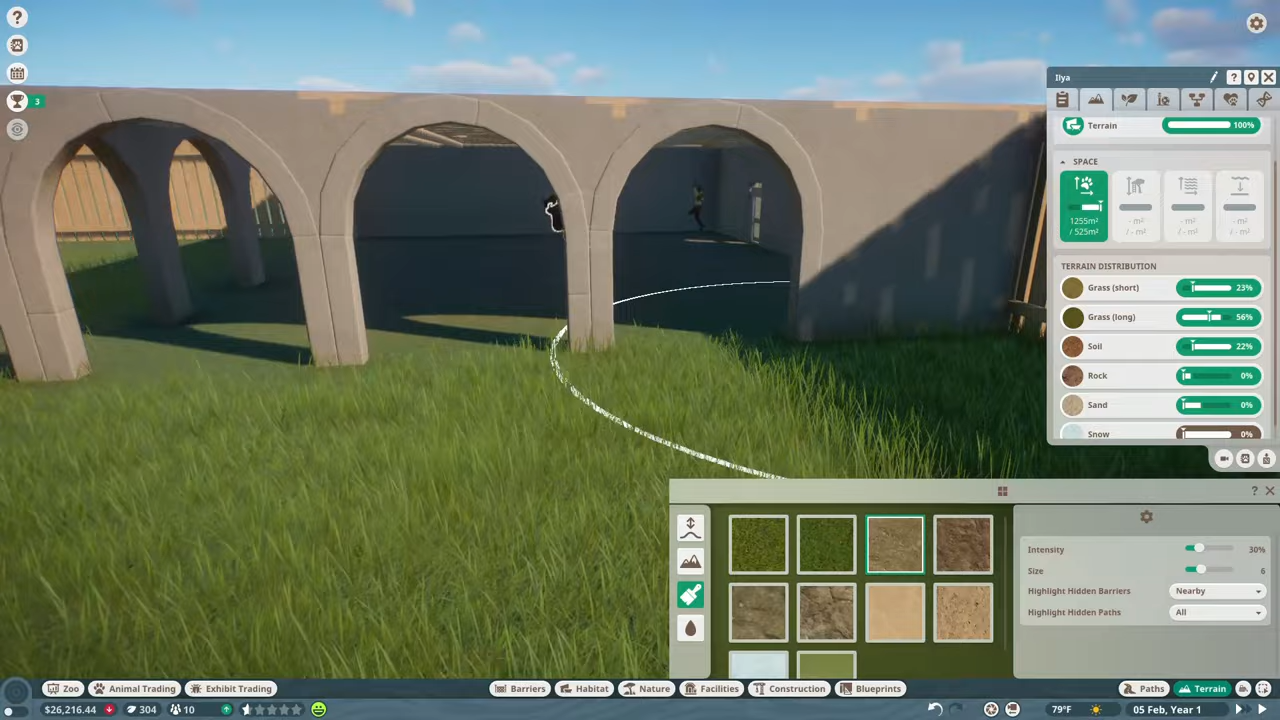 ?
3
Ilya
?
Terrain 100%
SPACE
1255m²
/ 525m²
- m²
/ - m²
- m²
/ - m²
- m²
/ - m²
TERRAIN DISTRIBUTION
Grass (short) 23%
Grass (long) 56%
Soil 22%
Rock 0%
Sand 0%
Snow 0%
?
Intensity 30%
Size 6
Highlight Hidden Barriers Nearby
Highlight Hidden Paths All
Zoo Animal Trading Exhibit Trading Barriers Habitat Nature Facilities Construction Blueprints Paths Terrain
$26,216.44 304 10 79°F 05 Feb, Year 1